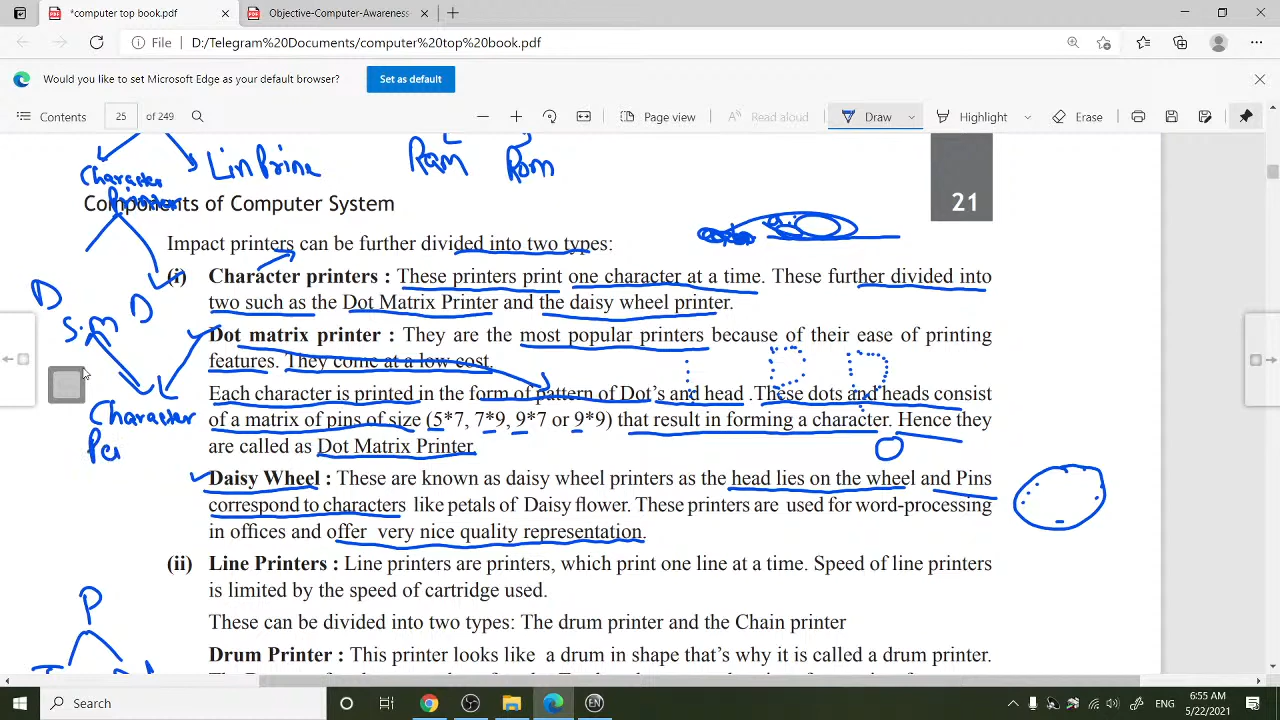 *computer top book.pdf
Objective-Computer-Awareness-
File
D:/Telegram%20Documents/computer%20top%20book.pdf
Would you like to set Microsoft Edge as your default browser?
Set as default
Contents
25
of 249
Page view
Read aloud
Draw
Highlight
Erase
Character
Printer
Ram
Rom
Components of Computer System
21
Impact printers can be further divided into two types:
(i) Character printers : These printers print one character at a time. These further divided into
two such as the Dot Matrix Printer and the daisy wheel printer.
D
D
S.M
Dot matrix printer : They are the most popular printers because of their ease of printing
features. They come at a low cost.
Each character is printed in the form of pattern of Dot's and head . These dots and heads consist
of a matrix of pins of size (5*7, 7*9, 9*7 or 9*9) that result in forming a character. Hence they
are called as Dot Matrix Printer.
Character
Daisy Wheel : These are known as daisy wheel printers as the head lies on the wheel and Pins
correspond to characters like petals of Daisy flower. These printers are used for word-processing
in offices and offer very nice quality representation.
(ii) Line Printers : Line printers are printers, which print one line at a time. Speed of line printers
is limited by the speed of cartridge used.
P
These can be divided into two types: The drum printer and the Chain printer
Drum Printer : This printer looks like a drum in shape that's why it is called a drum printer.
Search
EN
6:55 AM
5/22/2021